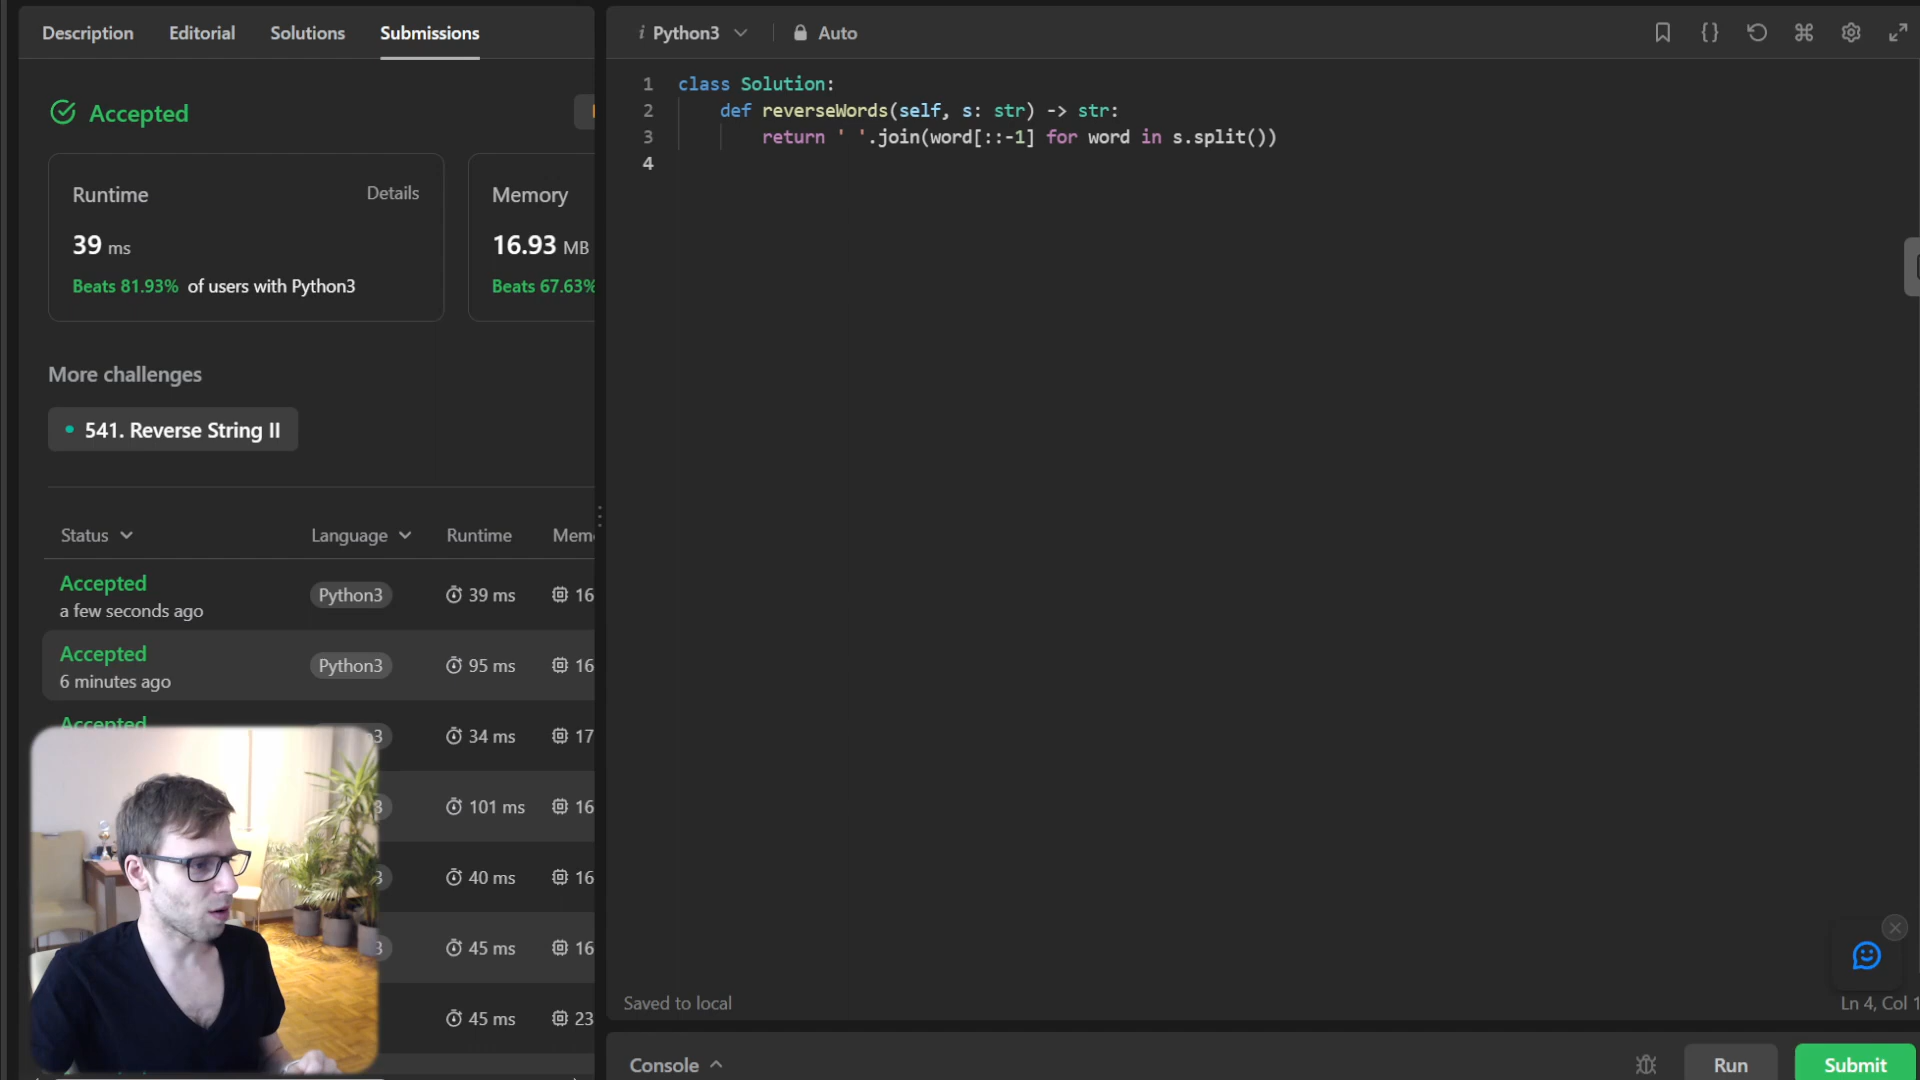 Description Editorial Solutions Submissions
Accepted
Runtime Details
39 ms
Beats 81.93% of users with Python3
Memory
16.93 MB
Beats 67.63%
More challenges
541. Reverse String II
Status Language Runtime
Accepted
a few seconds ago
Python3 39 ms 16
Accepted
6 minutes ago
Python3 95 ms 16
Accepted
34 ms 17
101 ms 16
40 ms 16
45 ms 16
45 ms 23
i Python3 Auto
1 class Solution:
2 def reverseWords(self, s: str) -> str:
3 return ' '.join(word[::-1] for word in s.split())
4
Saved to local
Ln 4, Col 1
Console Run Submit